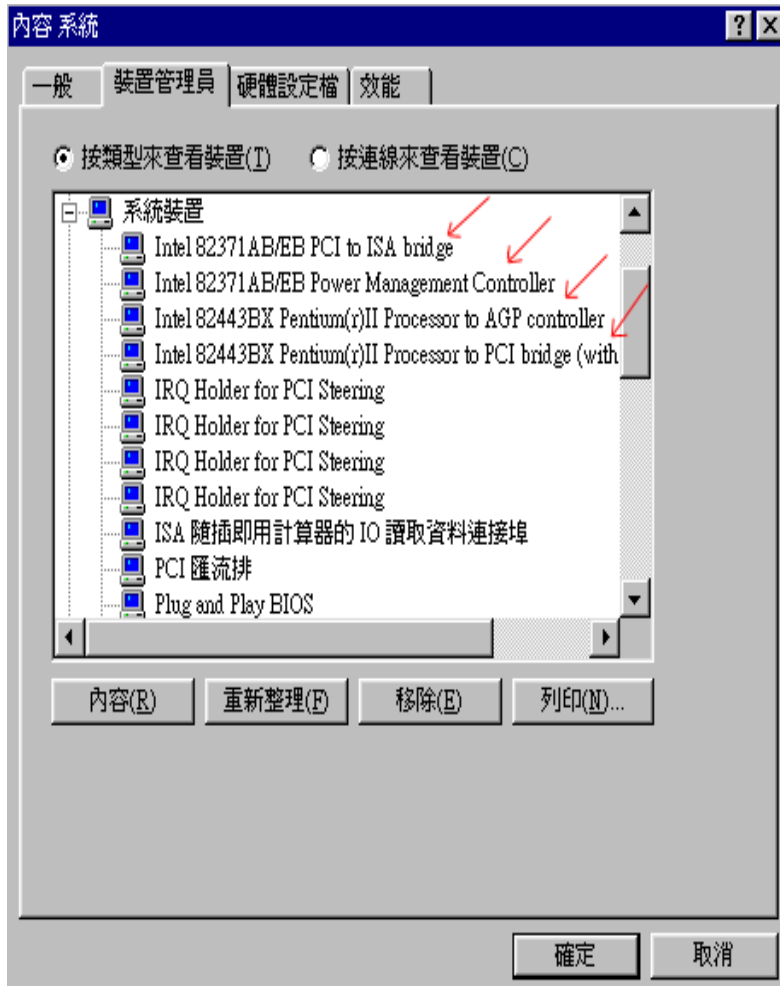 內容 系統
一般 裝置管理員 硬體設定檔 效能
按類型來查看裝置(T) 按連線來查看裝置(C)
系統裝置
Intel 82371AB/EB PCI to ISA bridge
Intel 82371AB/EB Power Management Controller
Intel 82443BX Pentium(r)II Processor to AGP controller
Intel 82443BX Pentium(r)II Processor to PCI bridge (with
IRQ Holder for PCI Steering
IRQ Holder for PCI Steering
IRQ Holder for PCI Steering
IRQ Holder for PCI Steering
ISA 隨插即用計算器的 IO 讀取資料連接埠
PCI 匯流排
Plug and Play BIOS
內容(R) 重新整理(F) 移除(E) 列印(N)...
確定 取消